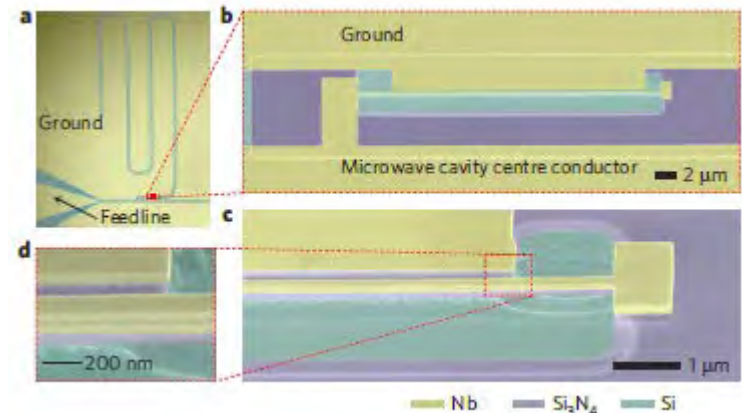 a
b
Ground
Ground
Microwave cavity centre conductor
2 µm
Feedline
c
d
200 nm
1 µm
Nb
Si₃N₄
Si